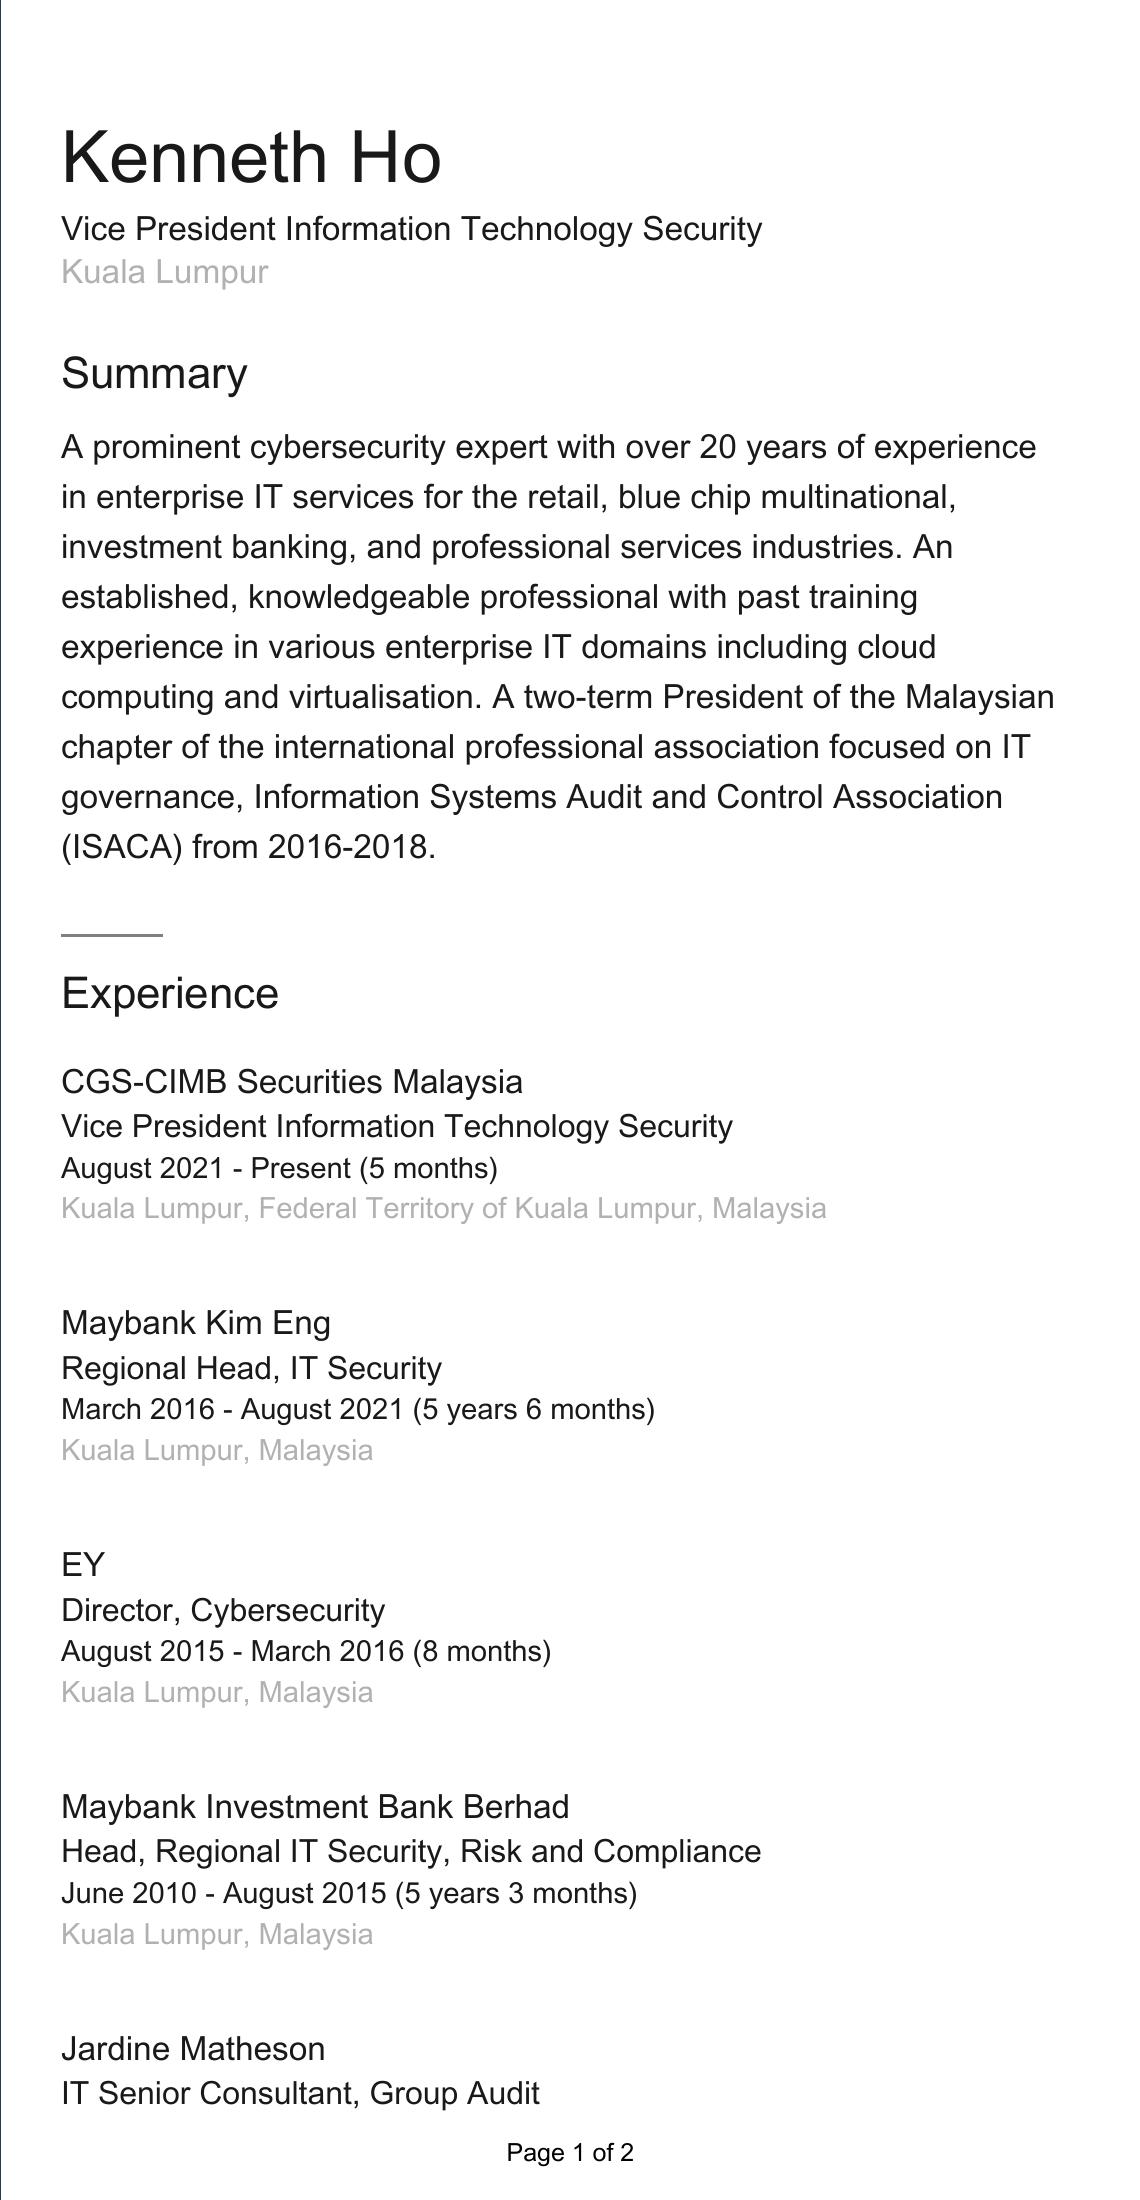 Kenneth Ho
Vice President Information Technology Security
Kuala Lumpur
Summary
A prominent cybersecurity expert with over 20 years of experience
in enterprise IT services for the retail, blue chip multinational,
investment banking, and professional services industries. An
established, knowledgeable professional with past training
experience in various enterprise IT domains including cloud
computing and virtualisation. A two-term President of the Malaysian
chapter of the international professional association focused on IT
governance, Information Systems Audit and Control Association
(ISACA) from 2016-2018.
Experience
CGS-CIMB Securities Malaysia
Vice President Information Technology Security
August 2021 - Present (5 months)
Kuala Lumpur, Federal Territory of Kuala Lumpur, Malaysia
Maybank Kim Eng
Regional Head, IT Security
March 2016 - August 2021 (5 years 6 months)
Kuala Lumpur, Malaysia
EY
Director, Cybersecurity
August 2015 - March 2016 (8 months)
Kuala Lumpur, Malaysia
Maybank Investment Bank Berhad
Head, Regional IT Security, Risk and Compliance
June 2010 - August 2015 (5 years 3 months)
Kuala Lumpur, Malaysia
Jardine Matheson
IT Senior Consultant, Group Audit
Page 1 of 2